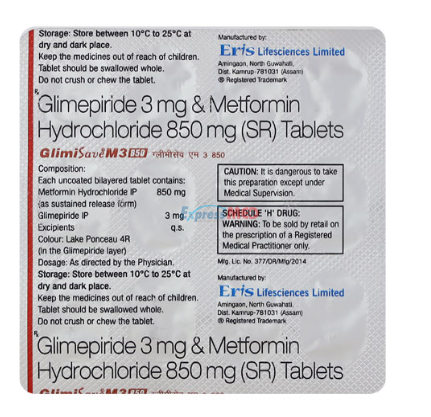 Storage: Store between 10°C to 25°C at
dry and dark place.
Keep the medicines out of reach of children.
Tablet should be swallowed whole.
Do not crush or chew the tablet.
Manufactured by:
Eris Lifesciences Limited
Amingaon, North Guwahati,
Dist. Kamrup-781031 (Assam)
® Registered Trademark
Glimepiride 3 mg & Metformin
Hydrochloride 850 mg (SR) Tablets
GlimiSave M3 850 ग्लीमीसेव एम 3 850
Composition:
Each uncoated bilayered tablet contains:
Metformin Hydrochloride IP 850 mg
(as sustained release form)
Glimepiride IP 3 mg
Excipients q.s.
Colour: Lake Ponceau 4R
(in the Glimepiride layer)
Dosage: As directed by the Physician.
Storage: Store between 10°C to 25°C at
dry and dark place.
Keep the medicines out of reach of children.
Tablet should be swallowed whole.
Do not crush or chew the tablet.
CAUTION: It is dangerous to take
this preparation except under
Medical Supervision.
SCHEDULE 'H' DRUG:
WARNING: To be sold by retail on
the prescription of a Registered
Medical Practitioner only.
Mfg. Lic. No. 377/DR/Mfg/2014
Manufactured by:
Eris Lifesciences Limited
Amingaon, North Guwahati,
Dist. Kamrup-781031 (Assam)
® Registered Trademark
Rx
Glimepiride 3 mg & Metformin
Hydrochloride 850 mg (SR) Tablets
GlimiSave M3 850